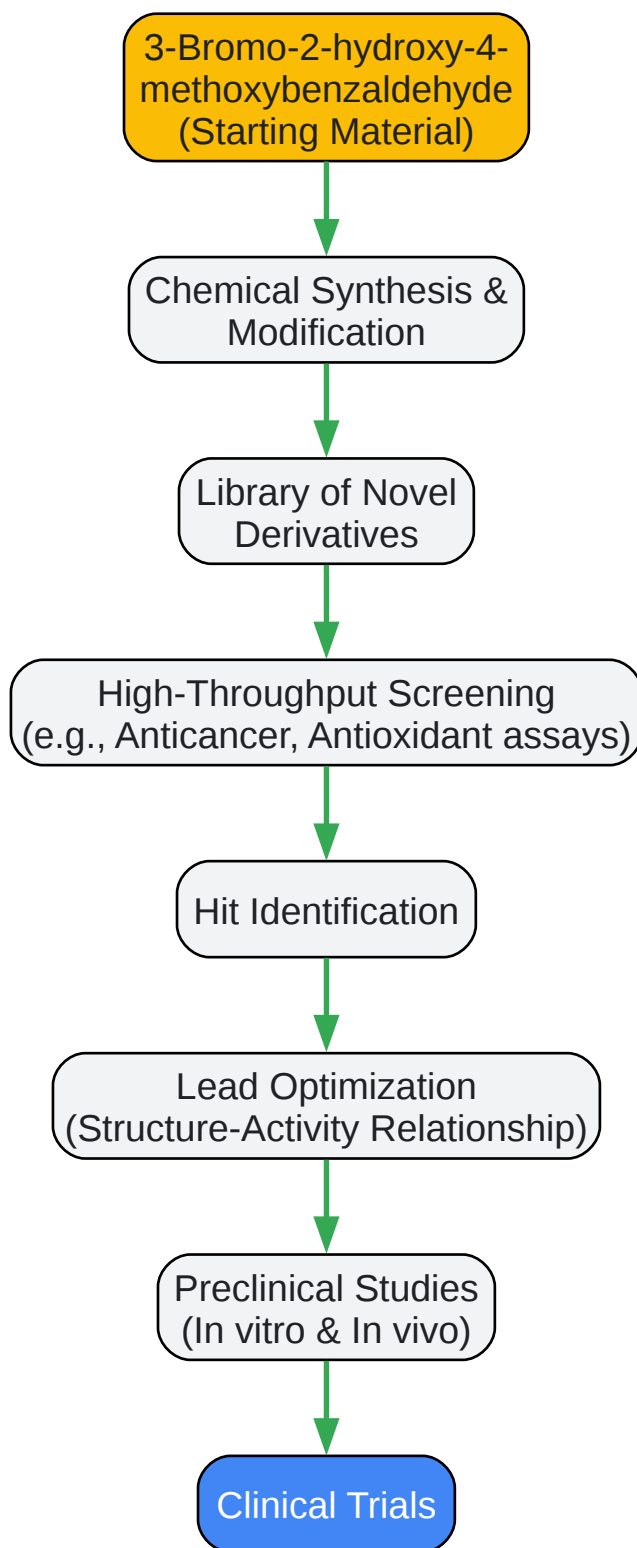 3-Bromo-2-hydroxy-4-
methoxybenzaldehyde
(Starting Material)
Chemical Synthesis &
Modification
Library of Novel
Derivatives
High-Throughput Screening
(e.g., Anticancer, Antioxidant assays)
Hit Identification
Lead Optimization
(Structure-Activity Relationship)
Preclinical Studies
(In vitro & In vivo)
Clinical Trials